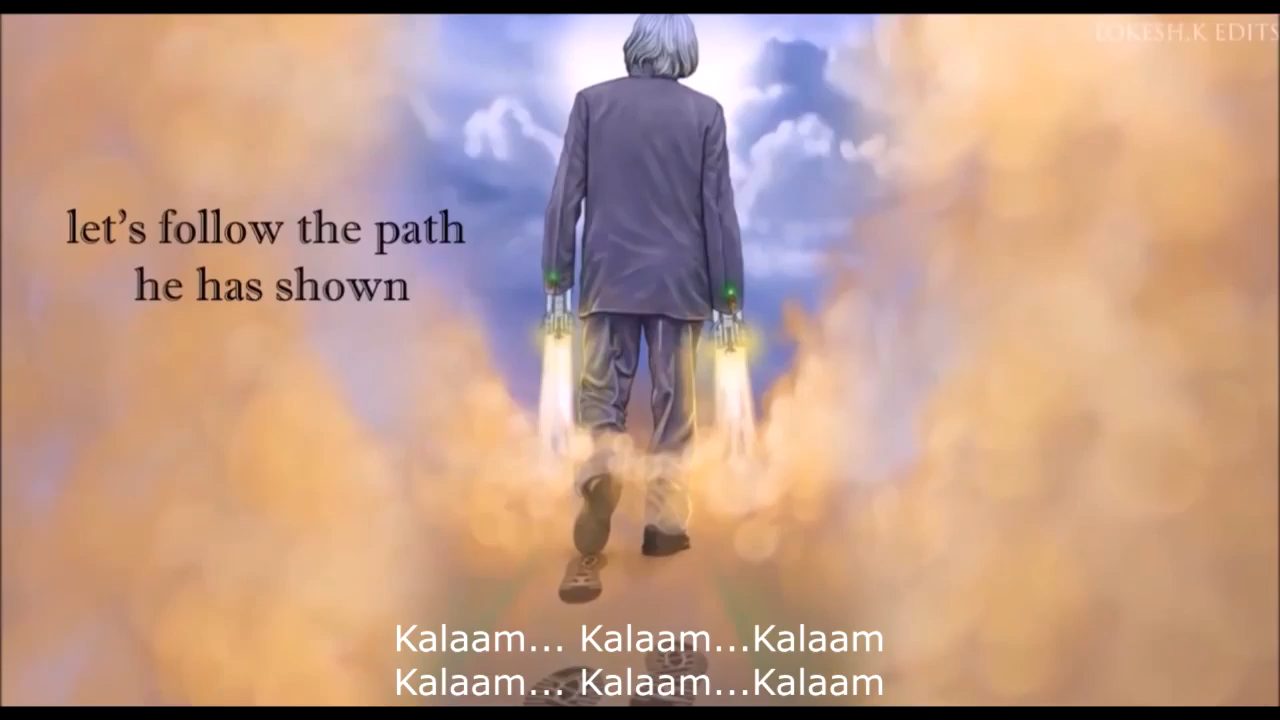 LOKESH.K EDITS
let's follow the path
he has shown
Kalaam... Kalaam...Kalaam
Kalaam... Kalaam...Kalaam